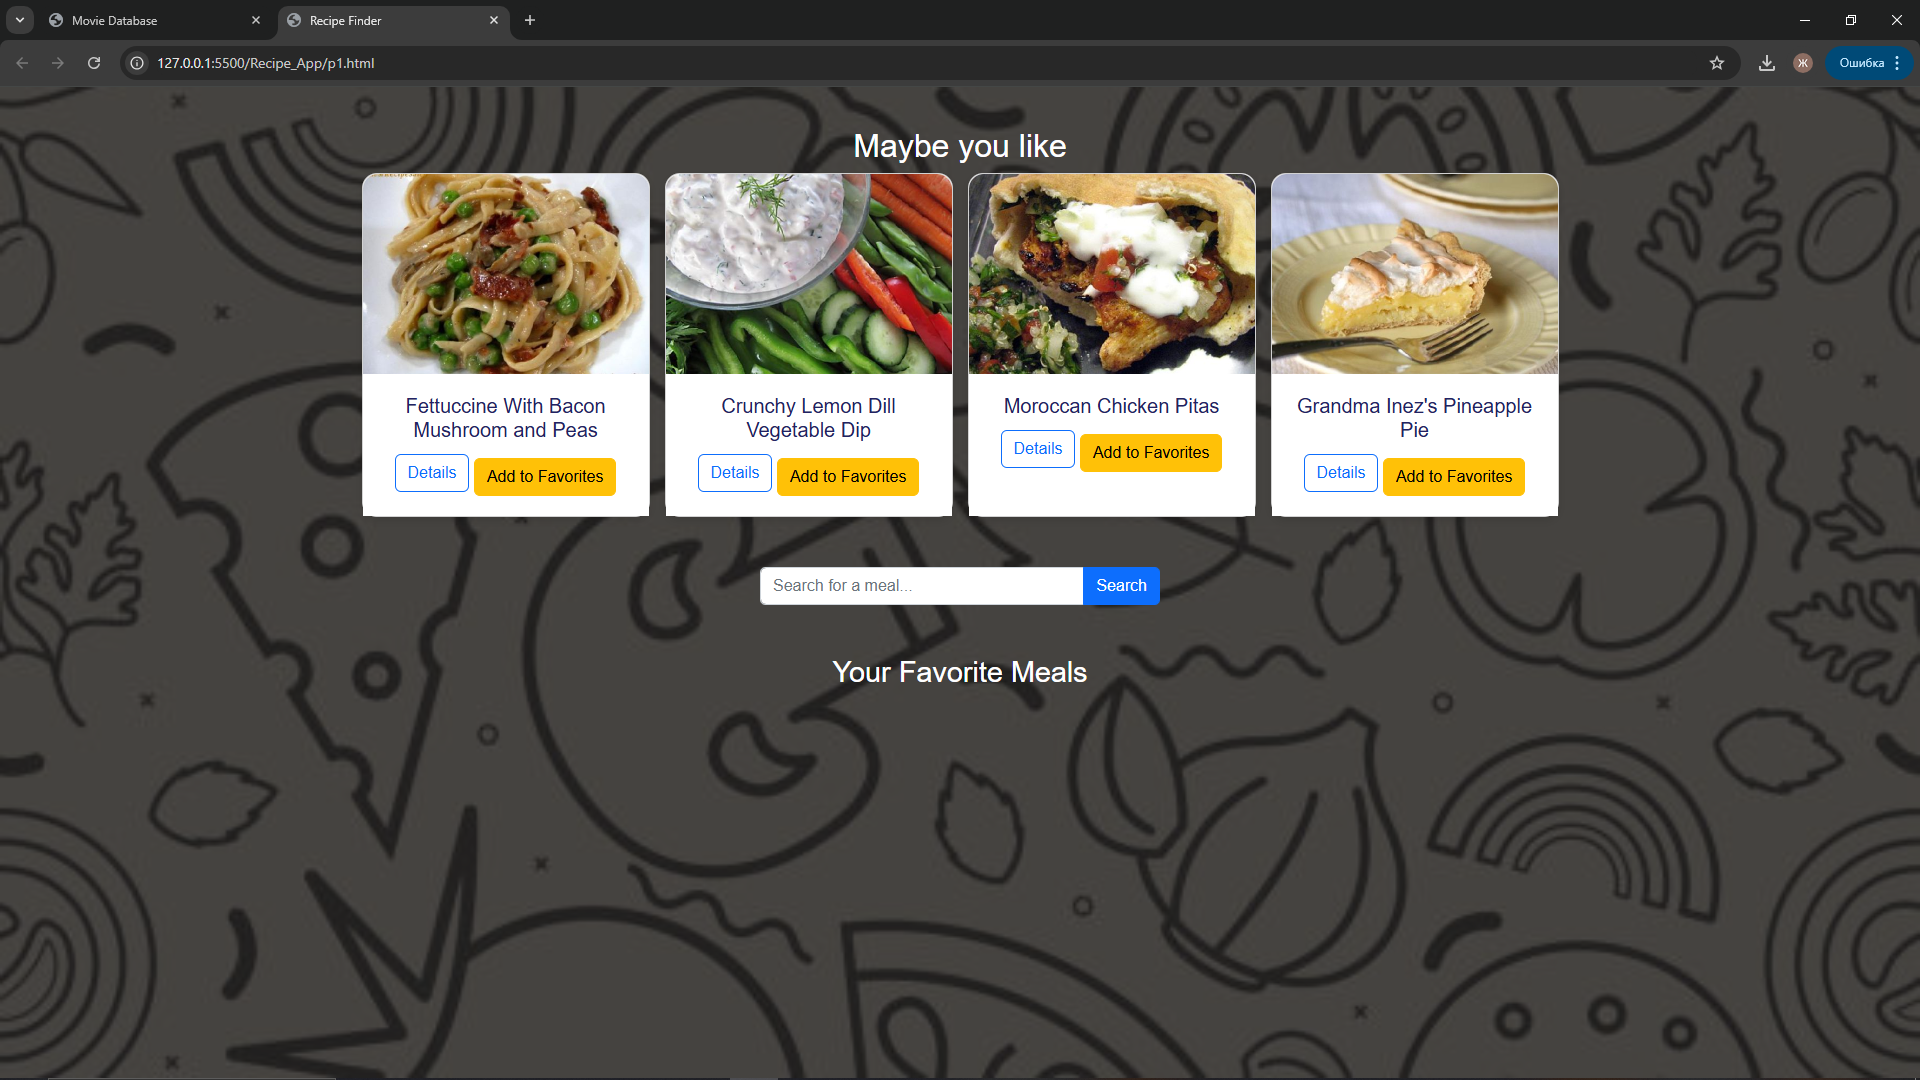 Movie Database
Recipe Finder
127.0.0.1:5500/Recipe_App/p1.html
Ж
Ошибка
Maybe you like
Fettuccine With Bacon
Mushroom and Peas
Details
Add to Favorites
Crunchy Lemon Dill
Vegetable Dip
Details
Add to Favorites
Moroccan Chicken Pitas
Details
Add to Favorites
Grandma Inez's Pineapple
Pie
Details
Add to Favorites
Search for a meal...
Search
Your Favorite Meals